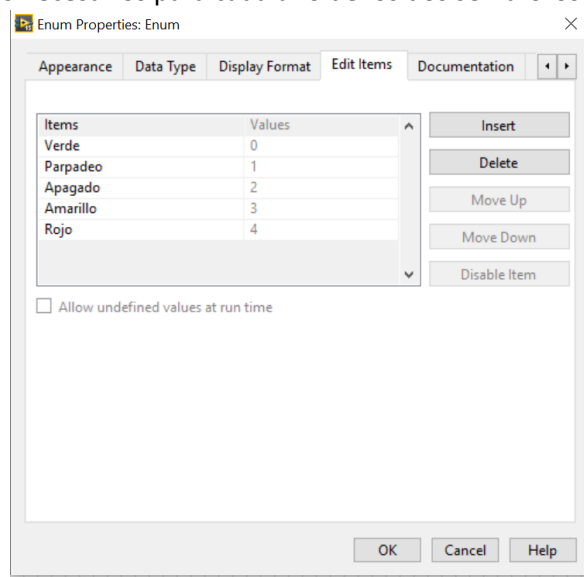 Enum Properties: Enum
Appearance Data Type Display Format Edit Items Documentation
Items Values
Verde 0
Parpadeo 1
Apagado 2
Amarillo 3
Rojo 4
Insert
Delete
Move Up
Move Down
Disable Item
Allow undefined values at run time
OK Cancel Help